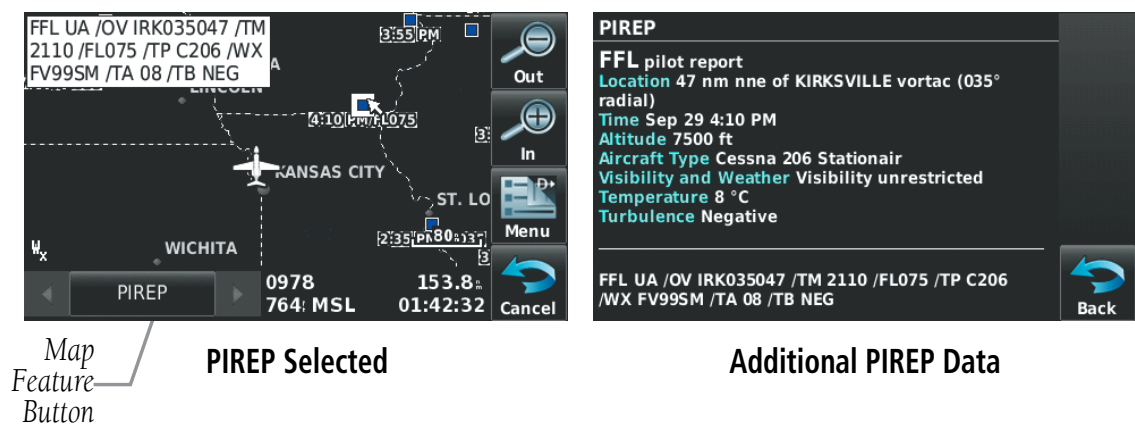 FFL UA /OV IRK035047 /TM
2110 /FL075 /TP C206 /WX
FV99SM /TA 08 /TB NEG
3:55 PM
LINCOLN
4:10 PM/FL075
KANSAS CITY
ST. LO
WICHITA
80
Wx
PIREP
0978
764 MSL
153.8
01:42:32
Out
In
Menu
Cancel
PIREP
FFL pilot report
Location 47 nm nne of KIRKSVILLE vortac (035°
radial)
Time Sep 29 4:10 PM
Altitude 7500 ft
Aircraft Type Cessna 206 Stationair
Visibility and Weather Visibility unrestricted
Temperature 8 °C
Turbulence Negative
FFL UA /OV IRK035047 /TM 2110 /FL075 /TP C206
/WX FV99SM /TA 08 /TB NEG
Back
Map
Feature
Button
PIREP Selected
Additional PIREP Data